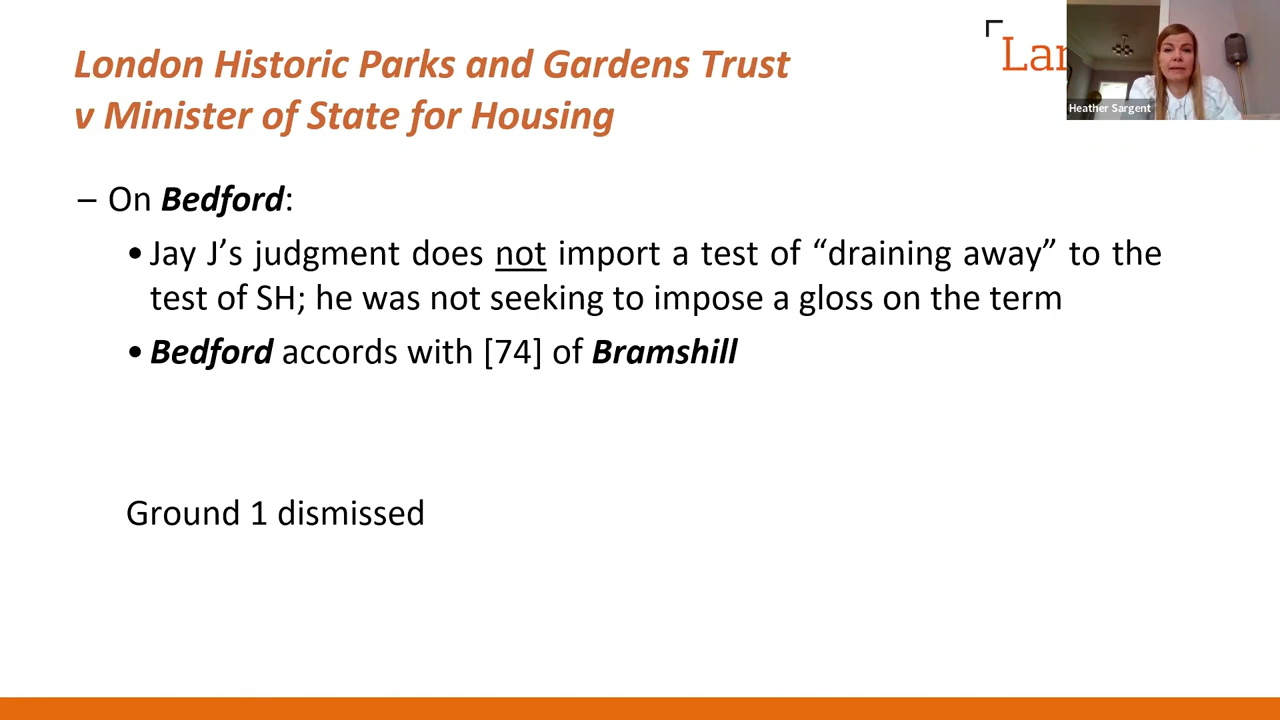 London Historic Parks and Gardens Trust
v Minister of State for Housing
Lan
Heather Sargent
– On Bedford:
• Jay J’s judgment does not import a test of “draining away” to the
test of SH; he was not seeking to impose a gloss on the term
• Bedford accords with [74] of Bramshill
Ground 1 dismissed